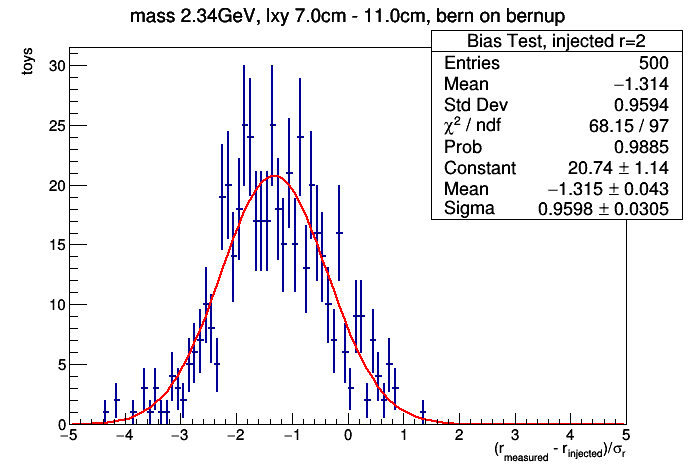 mass 2.34GeV, lxy 7.0cm - 11.0cm, bern on bernup
Bias Test, injected r=2
Entries 500
Mean −1.314
Std Dev 0.9594
χ² / ndf 68.15 / 97
Prob 0.9885
Constant 20.74 ± 1.14
Mean −1.315 ± 0.043
Sigma 0.9598 ± 0.0305
toys
30
25
20
15
10
5
0
−5 −4 −3 −2 −1 0 1 2 3 4 5
(r_measured - r_injected)/σ_r